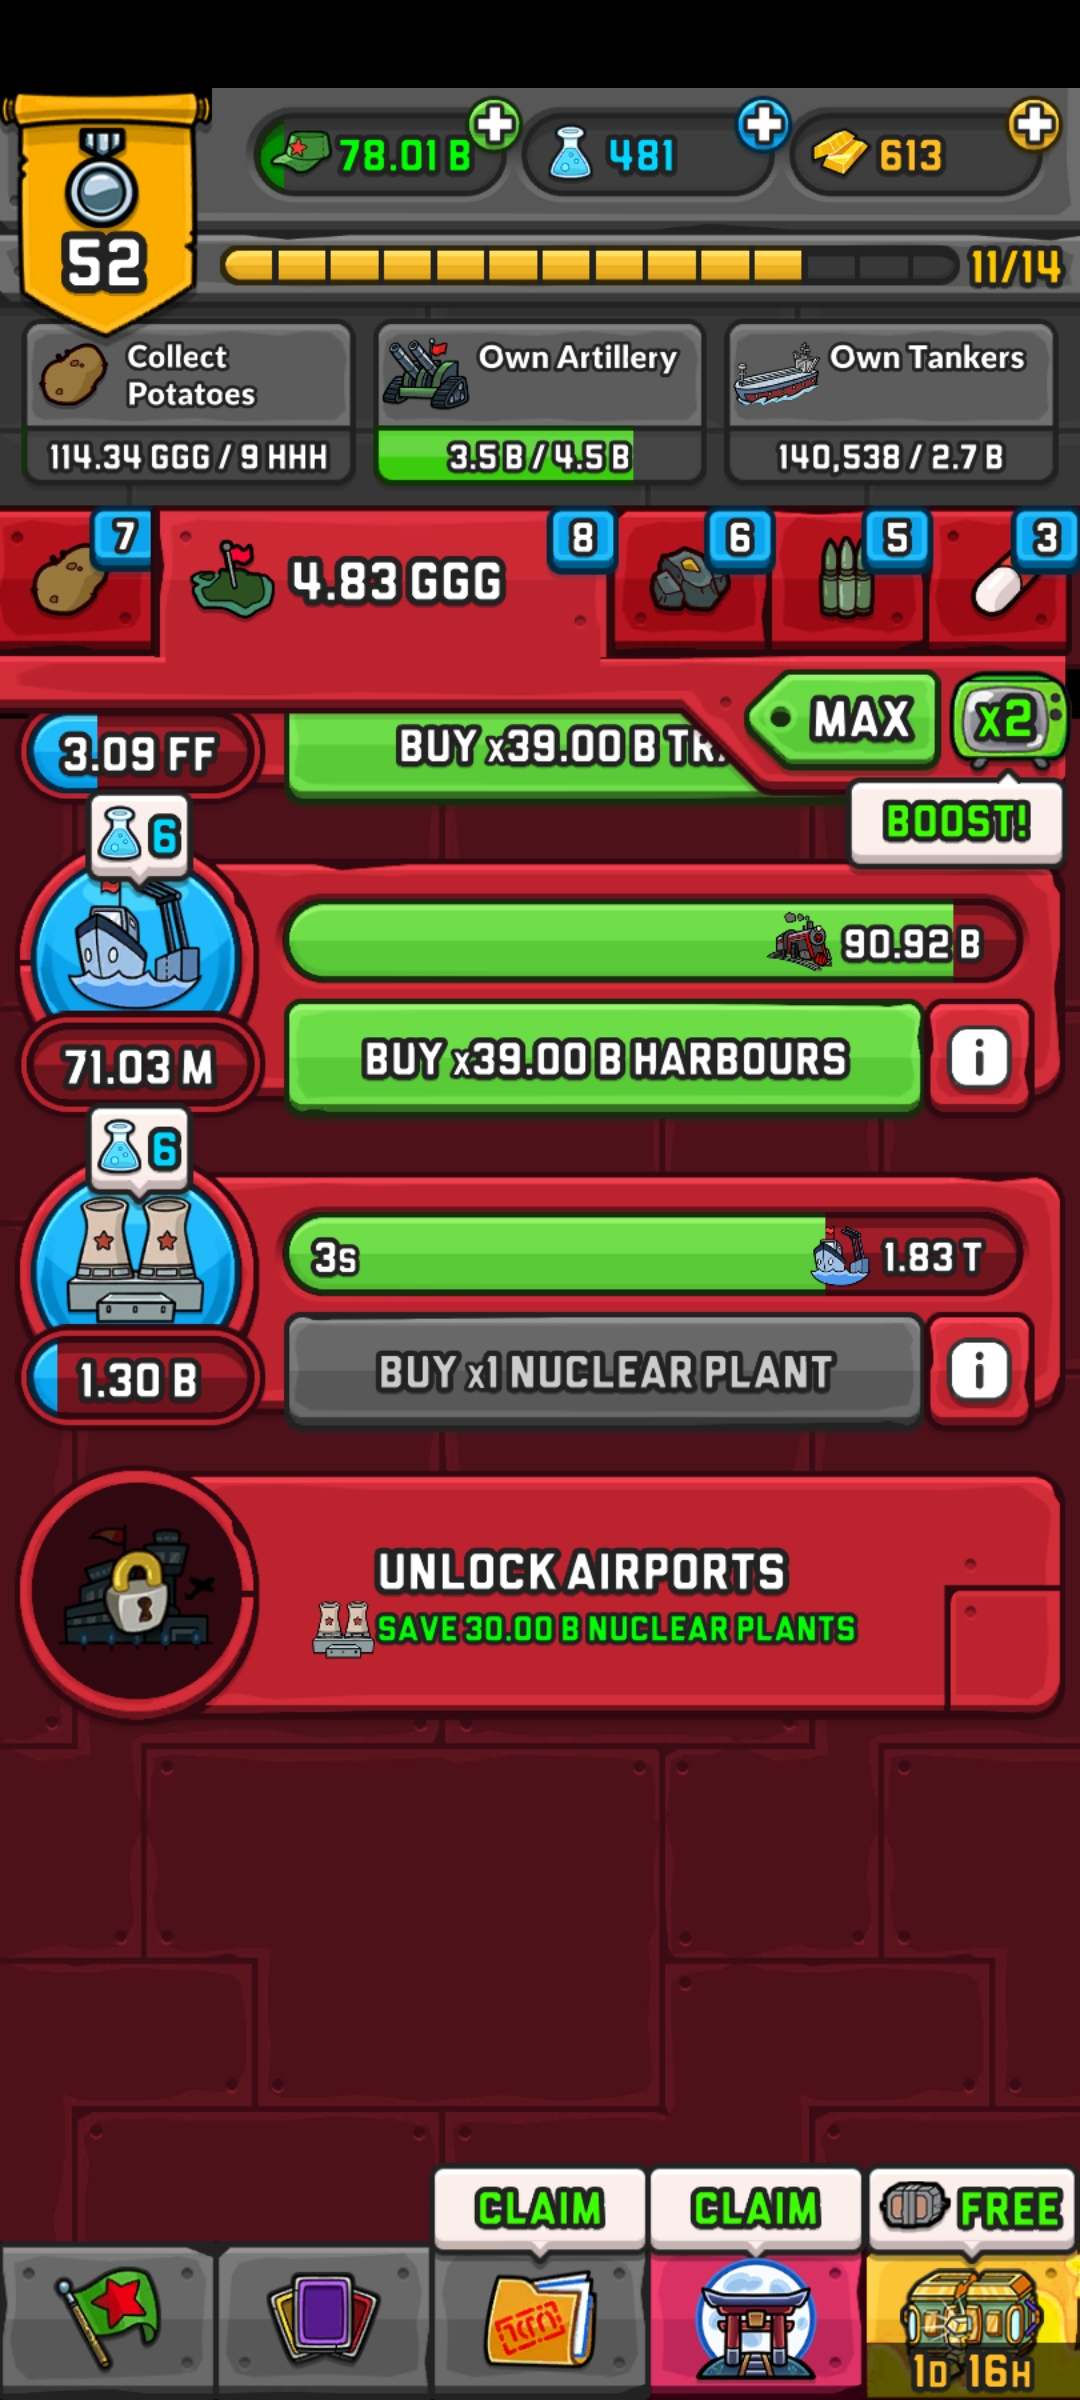 78.01 B
481
613
52
11/14
Collect
Potatoes
114.34 GGG / 9 HHH
Own Artillery
3.5 B / 4.5 B
Own Tankers
140,538 / 2.7 B
7
4.83 GGG
8
6
5
3
MAX
x2
BOOST!
3.09 FF
BUY x39.00 B
6
90.92 B
71.03 M
BUY x39.00 B HARBOURS
i
6
3s
1.83 T
1.30 B
BUY x1 NUCLEAR PLANT
i
UNLOCK AIRPORTS
SAVE 30.00 B NUCLEAR PLANTS
CLAIM
CLAIM
FREE
1D 16H